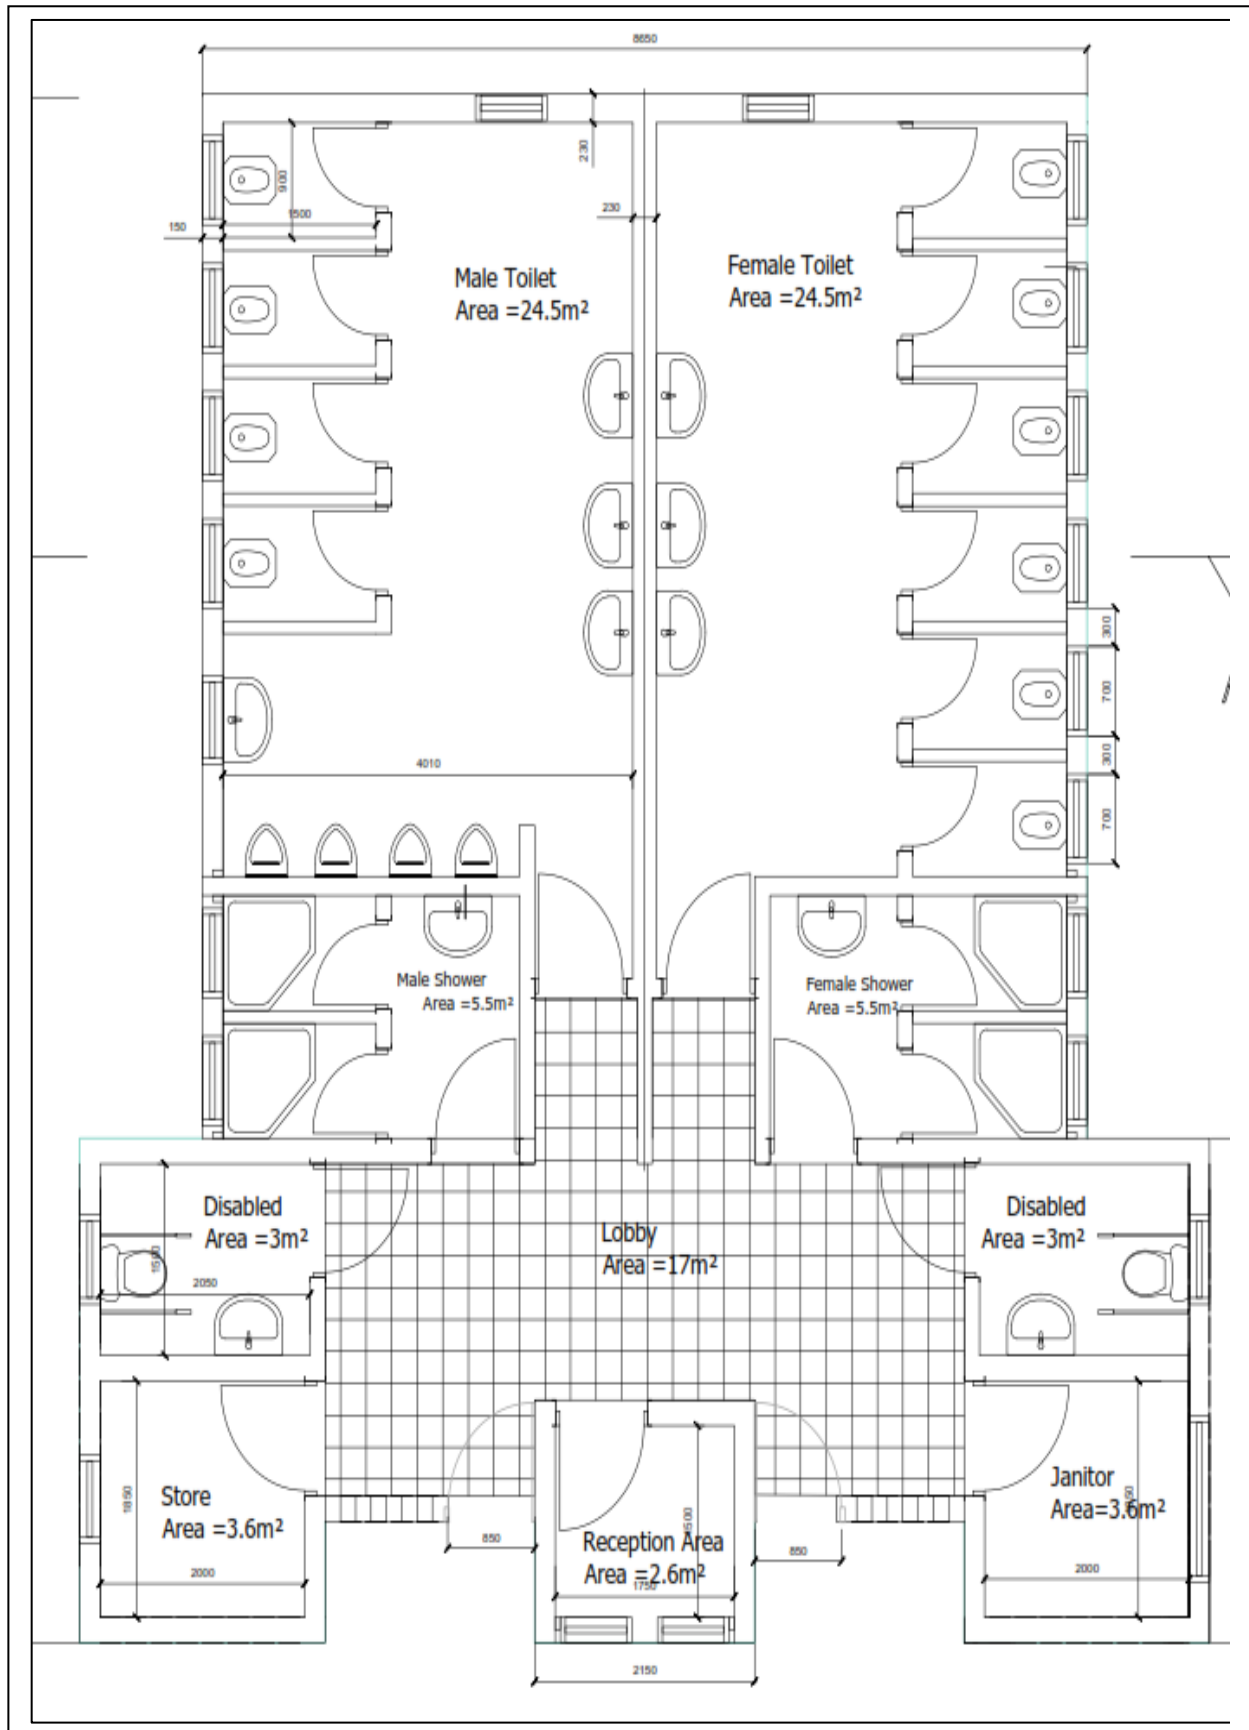 8650
230
900
1500
150
230
Male Toilet
Area =24.5m²
Female Toilet
Area =24.5m²
300
700
300
700
4010
Male Shower
Area =5.5m²
Female Shower
Area =5.5m²
Disabled
Area =3m²
1500
2050
Lobby
Area =17m²
Disabled
Area =3m²
Store
Area =3.6m²
1850
2000
850
Reception Area
Area =2.6m²
1750
850
Janitor
Area=3.6m²
2000
2150